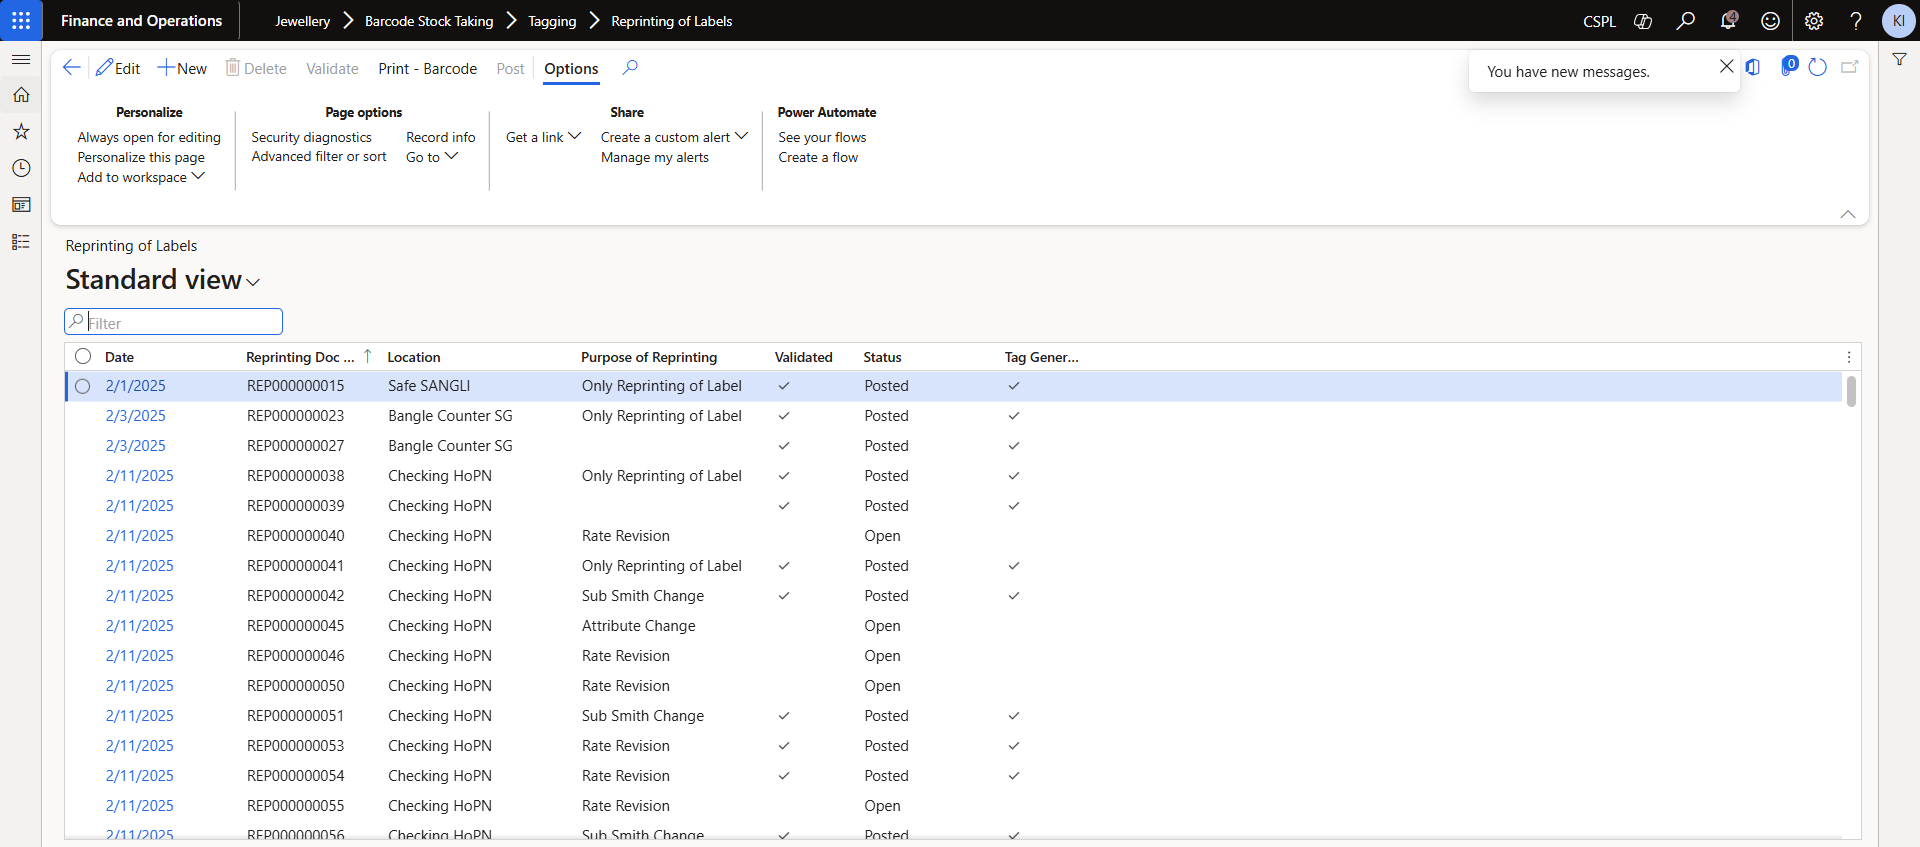 Finance and Operations
Jewellery > Barcode Stock Taking > Tagging > Reprinting of Labels
CSPL
4
KI
Edit
New
Delete
Validate
Print - Barcode
Post
Options
You have new messages.
0
Personalize
Always open for editing
Personalize this page
Add to workspace
Page options
Security diagnostics
Advanced filter or sort
Record info
Go to
Share
Get a link
Create a custom alert
Manage my alerts
Power Automate
See your flows
Create a flow
Reprinting of Labels
Standard view
Filter
Date Reprinting Doc ... Location Purpose of Reprinting Validated Status Tag Gener...
2/1/2025 REP000000015 Safe SANGLI Only Reprinting of Label Posted
2/3/2025 REP000000023 Bangle Counter SG Only Reprinting of Label Posted
2/3/2025 REP000000027 Bangle Counter SG Posted
2/11/2025 REP000000038 Checking HoPN Only Reprinting of Label Posted
2/11/2025 REP000000039 Checking HoPN Posted
2/11/2025 REP000000040 Checking HoPN Rate Revision Open
2/11/2025 REP000000041 Checking HoPN Only Reprinting of Label Posted
2/11/2025 REP000000042 Checking HoPN Sub Smith Change Posted
2/11/2025 REP000000045 Checking HoPN Attribute Change Open
2/11/2025 REP000000046 Checking HoPN Rate Revision Open
2/11/2025 REP000000050 Checking HoPN Rate Revision Open
2/11/2025 REP000000051 Checking HoPN Sub Smith Change Posted
2/11/2025 REP000000053 Checking HoPN Rate Revision Posted
2/11/2025 REP000000054 Checking HoPN Rate Revision Posted
2/11/2025 REP000000055 Checking HoPN Rate Revision Open
2/11/2025 REP000000056 Checking HoPN Sub Smith Change Posted